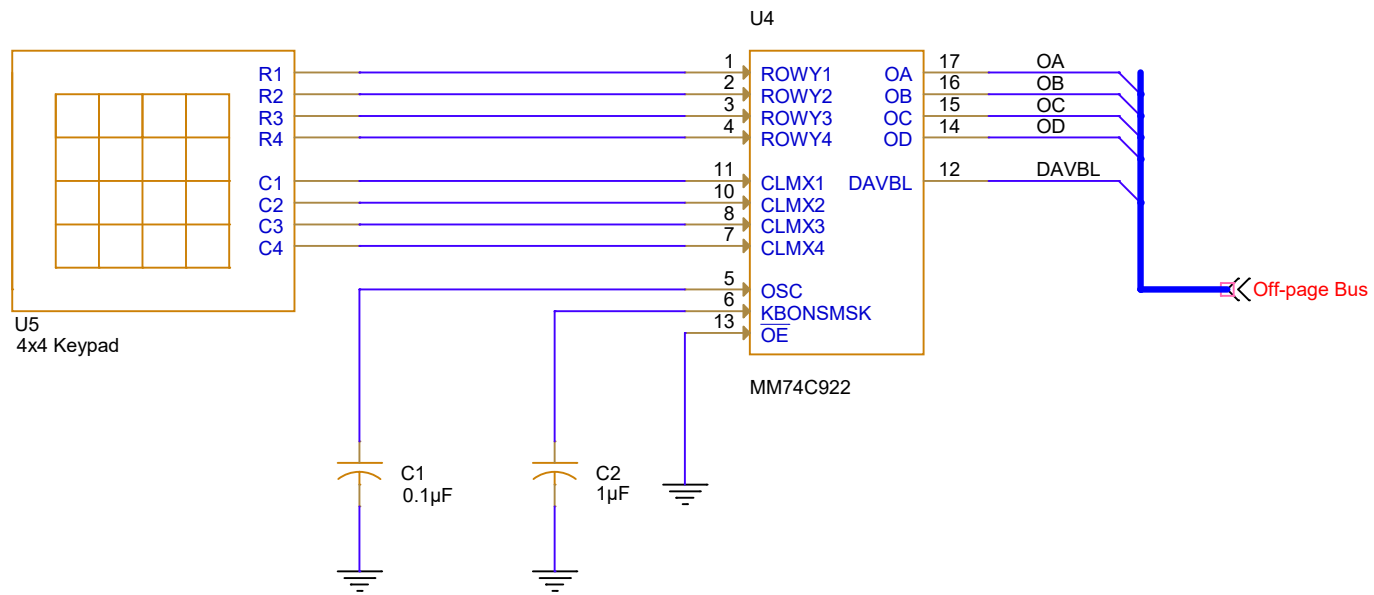 U4
R1
R2
R3
R4
C1
C2
C3
C4
U5
4x4 Keypad
1
2
3
4
11
10
8
7
5
6
13
ROWY1
ROWY2
ROWY3
ROWY4
CLMX1
CLMX2
CLMX3
CLMX4
OSC
KBONSMSK
OE
OA
OB
OC
OD
DAVBL
17
16
15
14
12
OA
OB
OC
OD
DAVBL
Off-page Bus
MM74C922
C1
0.1µF
C2
1µF